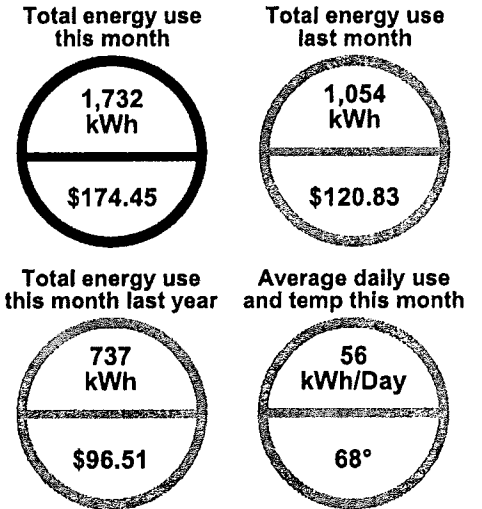 Total energy use
this month
1,732
kWh
$174.45
Total energy use
last month
1,054
kWh
$120.83
Total energy use
this month last year
737
kWh
$96.51
Average daily use
and temp this month
56
kWh/Day
68°